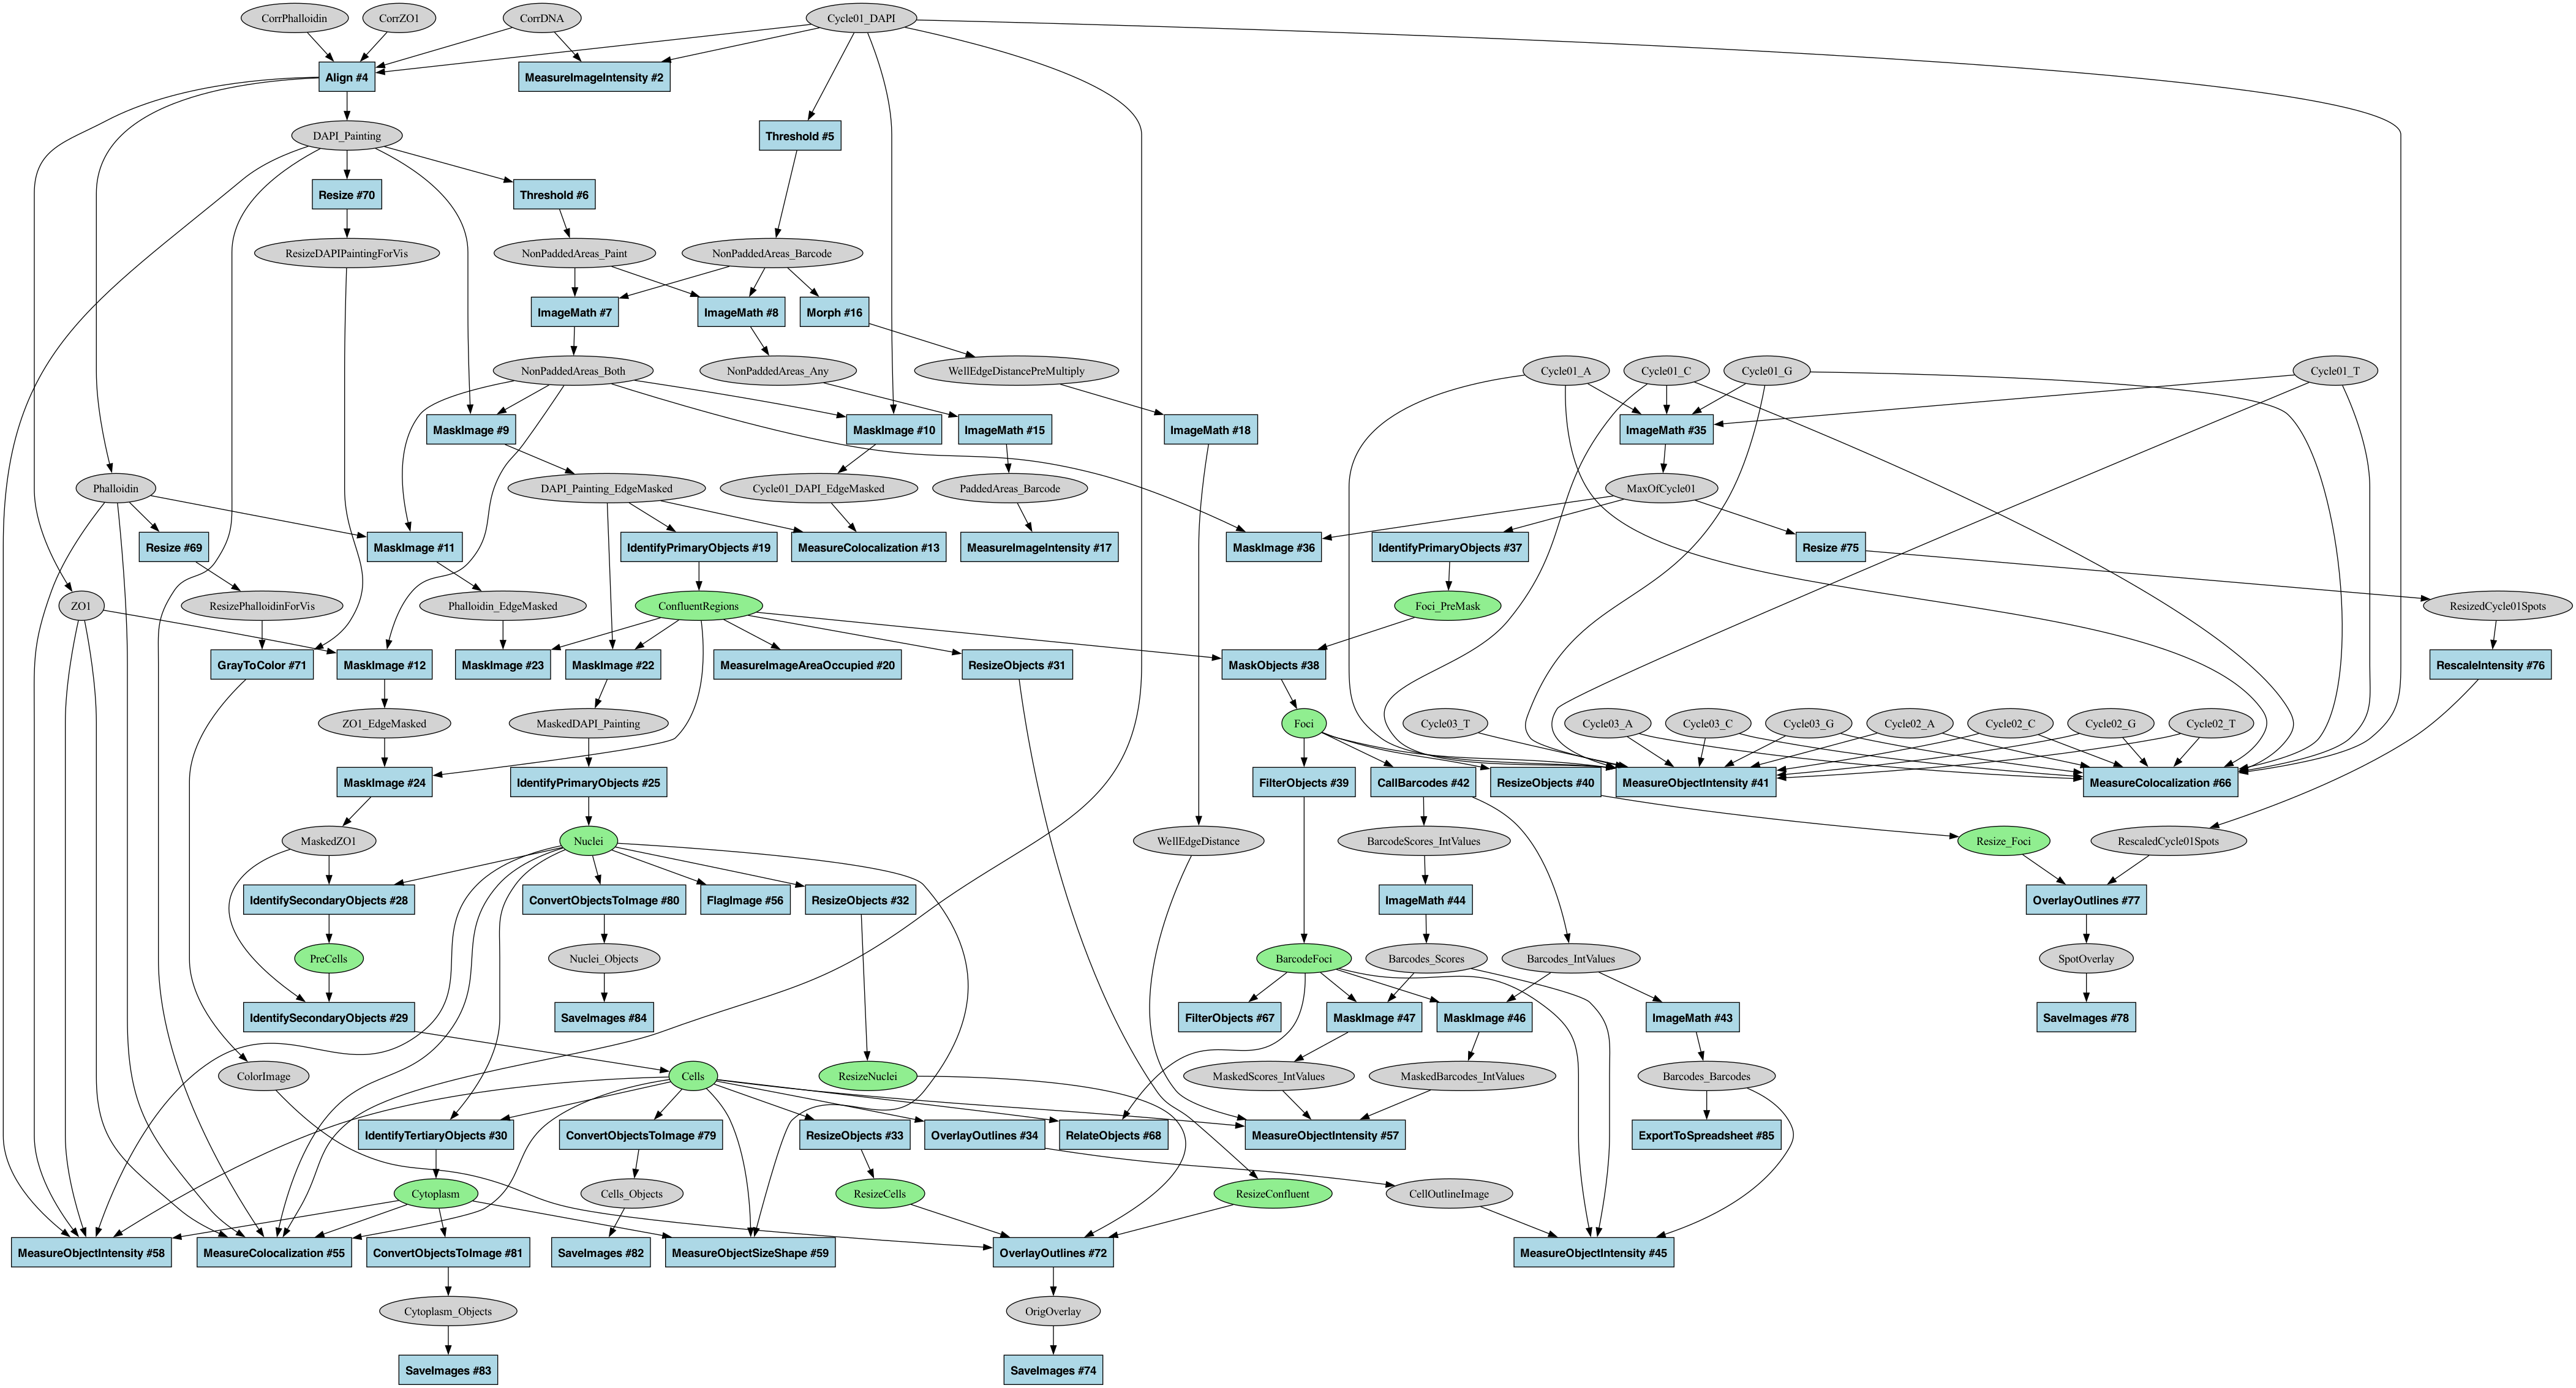 CorrPhalloidin
CorrZO1
CorrDNA
Cycle01_DAPI
Align #4
MeasureImageIntensity #2
DAPI_Painting
Threshold #5
Resize #70
Threshold #6
ResizeDAPIPaintingForVis
NonPaddedAreas_Paint
NonPaddedAreas_Barcode
ImageMath #7
ImageMath #8
Morph #16
NonPaddedAreas_Both
NonPaddedAreas_Any
WellEdgeDistancePreMultiply
Cycle01_A
Cycle01_C
Cycle01_G
Cycle01_T
MaskImage #9
MaskImage #10
ImageMath #15
ImageMath #18
ImageMath #35
Phalloidin
DAPI_Painting_EdgeMasked
Cycle01_DAPI_EdgeMasked
PaddedAreas_Barcode
MaxOfCycle01
Resize #69
MaskImage #11
IdentifyPrimaryObjects #19
MeasureColocalization #13
MeasureImageIntensity #17
MaskImage #36
IdentifyPrimaryObjects #37
Resize #75
ZO1
ResizePhalloidinForVis
Phalloidin_EdgeMasked
ConfluentRegions
Foci_PreMask
ResizedCycle01Spots
GrayToColor #71
MaskImage #12
MaskImage #23
MaskImage #22
MeasureImageAreaOccupied #20
ResizeObjects #31
MaskObjects #38
RescaleIntensity #76
ZO1_EdgeMasked
MaskedDAPI_Painting
Foci
Cycle03_T
Cycle03_A
Cycle03_C
Cycle03_G
Cycle02_A
Cycle02_C
Cycle02_G
Cycle02_T
MaskImage #24
IdentifyPrimaryObjects #25
FilterObjects #39
CallBarcodes #42
ResizeObjects #40
MeasureObjectIntensity #41
MeasureColocalization #66
MaskedZO1
Nuclei
WellEdgeDistance
BarcodeScores_IntValues
Resize_Foci
RescaledCycle01Spots
IdentifySecondaryObjects #28
ConvertObjectsToImage #80
FlagImage #56
ResizeObjects #32
ImageMath #44
OverlayOutlines #77
PreCells
Nuclei_Objects
BarcodeFoci
Barcodes_Scores
Barcodes_IntValues
SpotOverlay
IdentifySecondaryObjects #29
SaveImages #84
FilterObjects #67
MaskImage #47
MaskImage #46
ImageMath #43
SaveImages #78
ColorImage
Cells
ResizeNuclei
MaskedScores_IntValues
MaskedBarcodes_IntValues
Barcodes_Barcodes
IdentifyTertiaryObjects #30
ConvertObjectsToImage #79
ResizeObjects #33
OverlayOutlines #34
RelateObjects #68
MeasureObjectIntensity #57
ExportToSpreadsheet #85
Cytoplasm
Cells_Objects
ResizeCells
ResizeConfluent
CellOutlineImage
MeasureObjectIntensity #58
MeasureColocalization #55
ConvertObjectsToImage #81
SaveImages #82
MeasureObjectSizeShape #59
OverlayOutlines #72
MeasureObjectIntensity #45
Cytoplasm_Objects
OrigOverlay
SaveImages #83
SaveImages #74